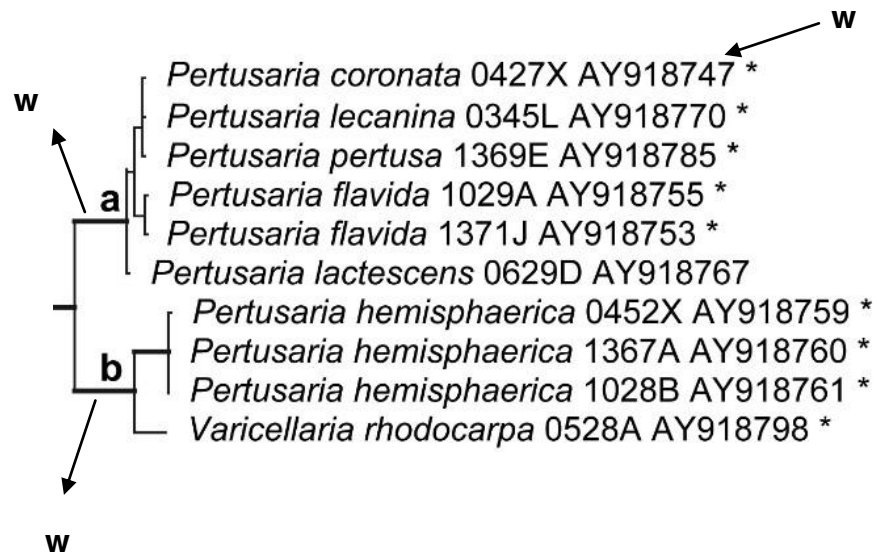 w
Pertusaria coronata 0427X AY918747 *
w
Pertusaria lecanina 0345L AY918770 *
Pertusaria pertusa 1369E AY918785 *
a
Pertusaria flavida 1029A AY918755 *
Pertusaria flavida 1371J AY918753 *
Pertusaria lactescens 0629D AY918767
Pertusaria hemisphaerica 0452X AY918759 *
Pertusaria hemisphaerica 1367A AY918760 *
b
Pertusaria hemisphaerica 1028B AY918761 *
Varicellaria rhodocarpa 0528A AY918798 *
w